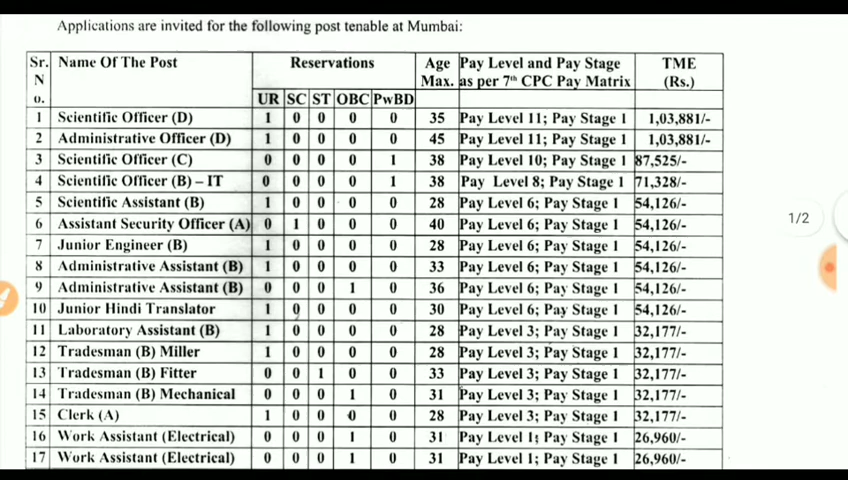 Applications are invited for the following post tenable at Mumbai:
Sr. Name Of The Post Reservations Age Pay Level and Pay Stage TME
N Max. as per 7th CPC Pay Matrix (Rs.)
o. UR SC ST OBC PwBD
1 Scientific Officer (D) 1 0 0 0 0 35 Pay Level 11; Pay Stage 1 1,03,881/-
2 Administrative Officer (D) 1 0 0 0 0 45 Pay Level 11; Pay Stage 1 1,03,881/-
3 Scientific Officer (C) 0 0 0 0 1 38 Pay Level 10; Pay Stage 1 87,525/-
4 Scientific Officer (B) – IT 0 0 0 0 1 38 Pay Level 8; Pay Stage 1 71,328/-
5 Scientific Assistant (B) 1 0 0 0 0 28 Pay Level 6; Pay Stage 1 54,126/-
6 Assistant Security Officer (A) 0 1 0 0 0 40 Pay Level 6; Pay Stage 1 54,126/-
7 Junior Engineer (B) 1 0 0 0 0 28 Pay Level 6; Pay Stage 1 54,126/-
8 Administrative Assistant (B) 1 0 0 0 0 33 Pay Level 6; Pay Stage 1 54,126/-
9 Administrative Assistant (B) 0 0 0 1 0 36 Pay Level 6; Pay Stage 1 54,126/-
10 Junior Hindi Translator 1 0 0 0 0 30 Pay Level 6; Pay Stage 1 54,126/-
11 Laboratory Assistant (B) 1 0 0 0 0 28 Pay Level 3; Pay Stage 1 32,177/-
12 Tradesman (B) Miller 1 0 0 0 0 28 Pay Level 3; Pay Stage 1 32,177/-
13 Tradesman (B) Fitter 0 0 1 0 0 33 Pay Level 3; Pay Stage 1 32,177/-
14 Tradesman (B) Mechanical 0 0 0 1 0 31 Pay Level 3; Pay Stage 1 32,177/-
15 Clerk (A) 1 0 0 0 0 28 Pay Level 3; Pay Stage 1 32,177/-
16 Work Assistant (Electrical) 0 0 0 1 0 31 Pay Level 1; Pay Stage 1 26,960/-
17 Work Assistant (Electrical) 0 0 0 1 0 31 Pay Level 1; Pay Stage 1 26,960/-
1/2